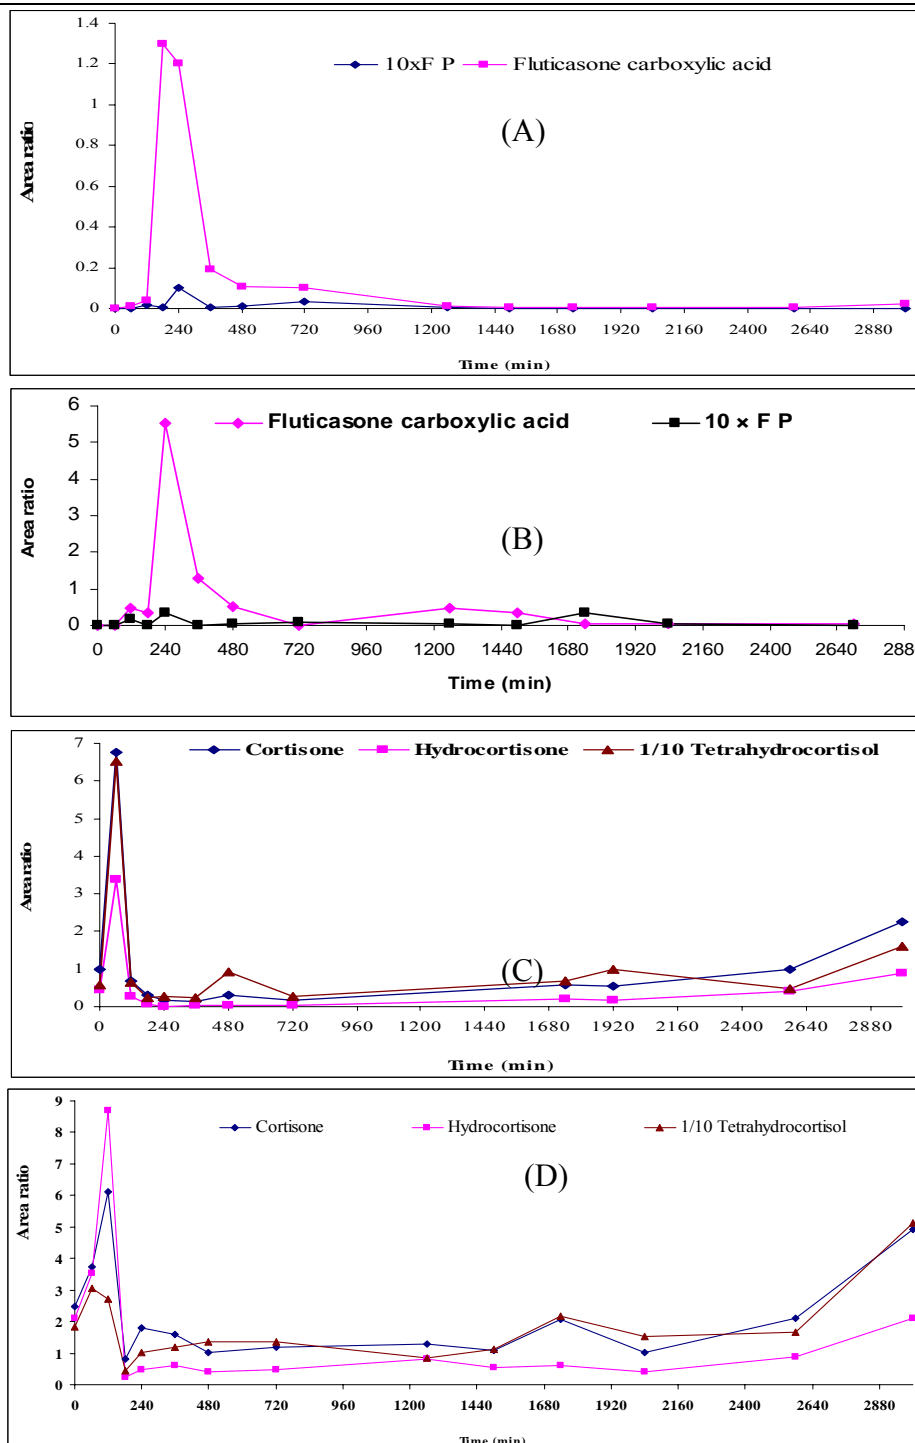 1.4
10xF P Fluticasone carboxylic acid
1.2
1
(A)
0.8
0.6
0.4
0.2
0
Area ratio
0 240 480 720 960 1200 1440 1680 1920 2160 2400 2640 2880
Time (min)
6
Fluticasone carboxylic acid 10 × F P
5
4
3
2
1
0
(B)
Area ratio
0 240 480 720 960 1200 1440 1680 1920 2160 2400 2640 288
Time (min)
7
Cortisone Hydrocortisone 1/10 Tetrahydrocortisol
6
5
4
3
2
1
0
(C)
Area ratio
0 240 480 720 960 1200 1440 1680 1920 2160 2400 2640 2880
Time (min)
9
Cortisone Hydrocortisone 1/10 Tetrahydrocortisol
8
7
6
5
4
3
2
1
0
(D)
Area ratio
0 240 480 720 960 1200 1440 1680 1920 2160 2400 2640 2880
Time (min)